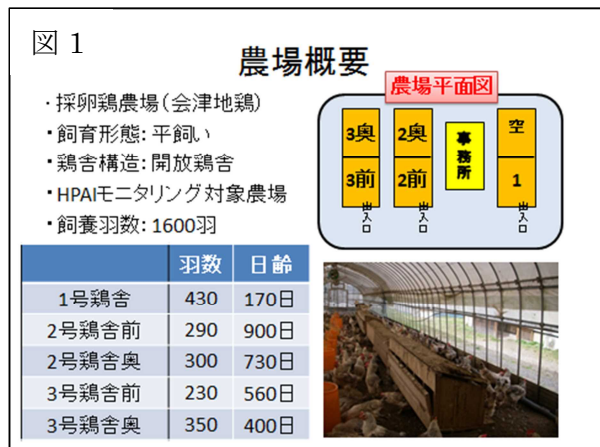 図 1
農場概要
・採卵鶏農場(会津地鶏)
・飼育形態:平飼い
・鶏舎構造:開放鶏舎
・HPAIモニタリング対象農場
・飼養羽数:1600羽
農場平面図
3奥 2奥 事務所 空
3前 2前 1
出入口 出入口 出入口
羽数 日齢
1号鶏舎 430 170日
2号鶏舎前 290 900日
2号鶏舎奥 300 730日
3号鶏舎前 230 560日
3号鶏舎奥 350 400日